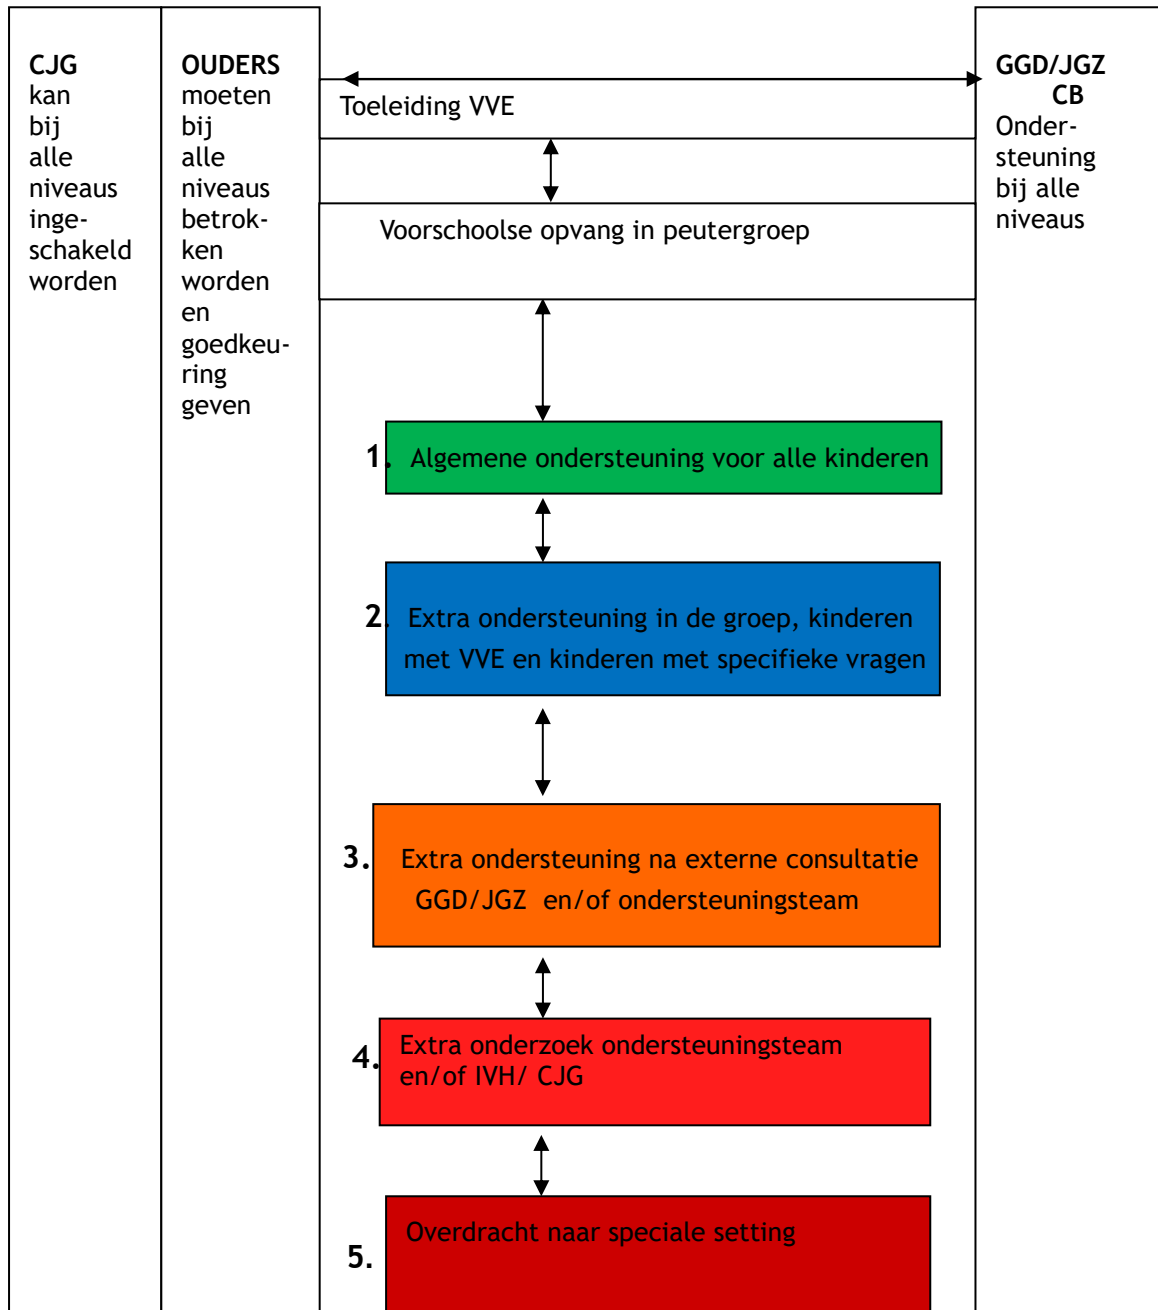 CJG
kan
bij
alle
niveaus
inge-
schakeld
worden
OUDERS
moeten
bij
alle
niveaus
betrok-
ken
worden
en
goedkeu-
ring
geven
Toeleiding VVE
Voorschoolse opvang in peutergroep
1. Algemene ondersteuning voor alle kinderen
2. Extra ondersteuning in de groep, kinderen
met VVE en kinderen met specifieke vragen
3. Extra ondersteuning na externe consultatie
GGD/JGZ en/of ondersteuningsteam
4. Extra onderzoek ondersteuningsteam
en/of IVH/ CJG
5. Overdracht naar speciale setting
GGD/JGZ
CB
Onder-
steuning
bij alle
niveaus